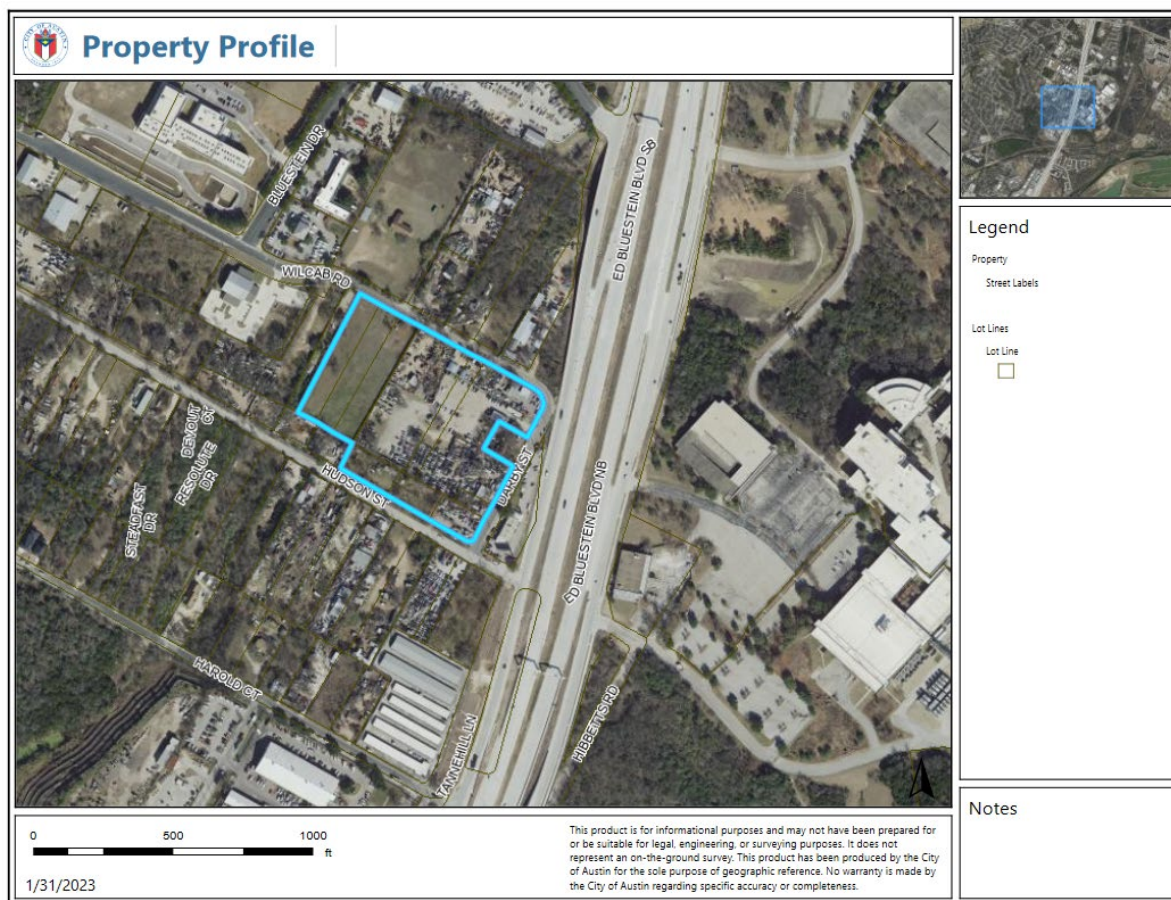 CITY OF AUSTIN
Property Profile
BLUESTEIN DR
WILCAB RD
ED BLUESTEIN BLVD SB
DEVOUT CT
RESOLUTE DR
STEADFAST DR
HUDSON ST
DARBY ST
ED BLUESTEIN BLVD NB
HAROLD CT
TANNEHILL LN
HIBBETTS RD
Legend
Property
Street Labels
Lot Lines
Lot Line
Notes
0 500 1000
ft
1/31/2023
This product is for informational purposes and may not have been prepared for
or be suitable for legal, engineering, or surveying purposes. It does not
represent an on-the-ground survey. This product has been produced by the City
of Austin for the sole purpose of geographic reference. No warranty is made by
the City of Austin regarding specific accuracy or completeness.